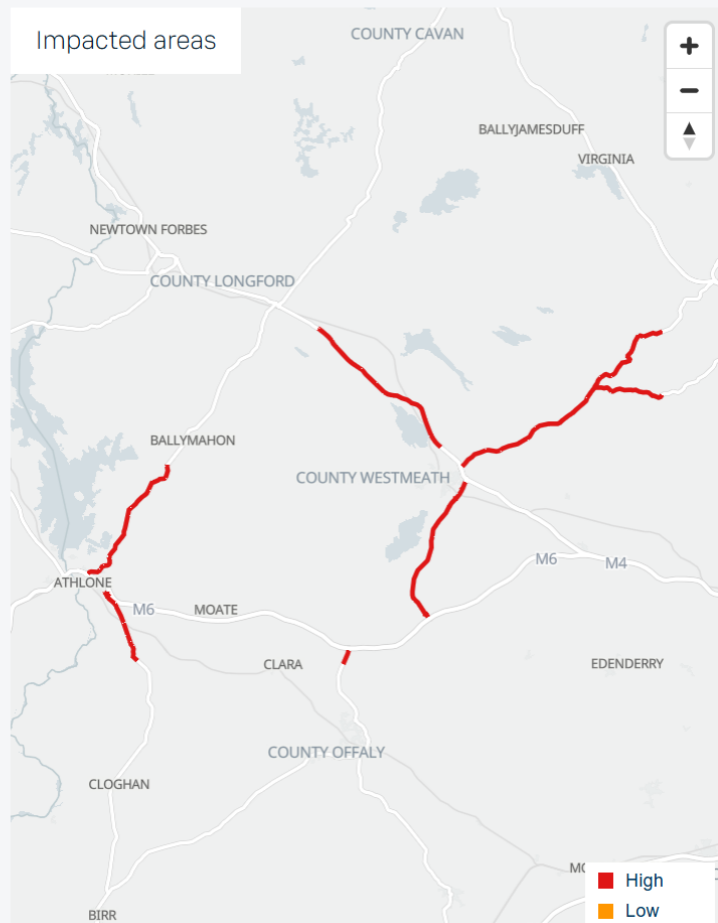 Impacted areas
COUNTY CAVAN
BALLYJAMESDUFF
VIRGINIA
NEWTOWN FORBES
COUNTY LONGFORD
BALLYMAHON
COUNTY WESTMEATH
M6
M4
ATHLONE
M6
MOATE
CLARA
EDENDERRY
COUNTY OFFALY
CLOGHAN
BIRR
High
Low